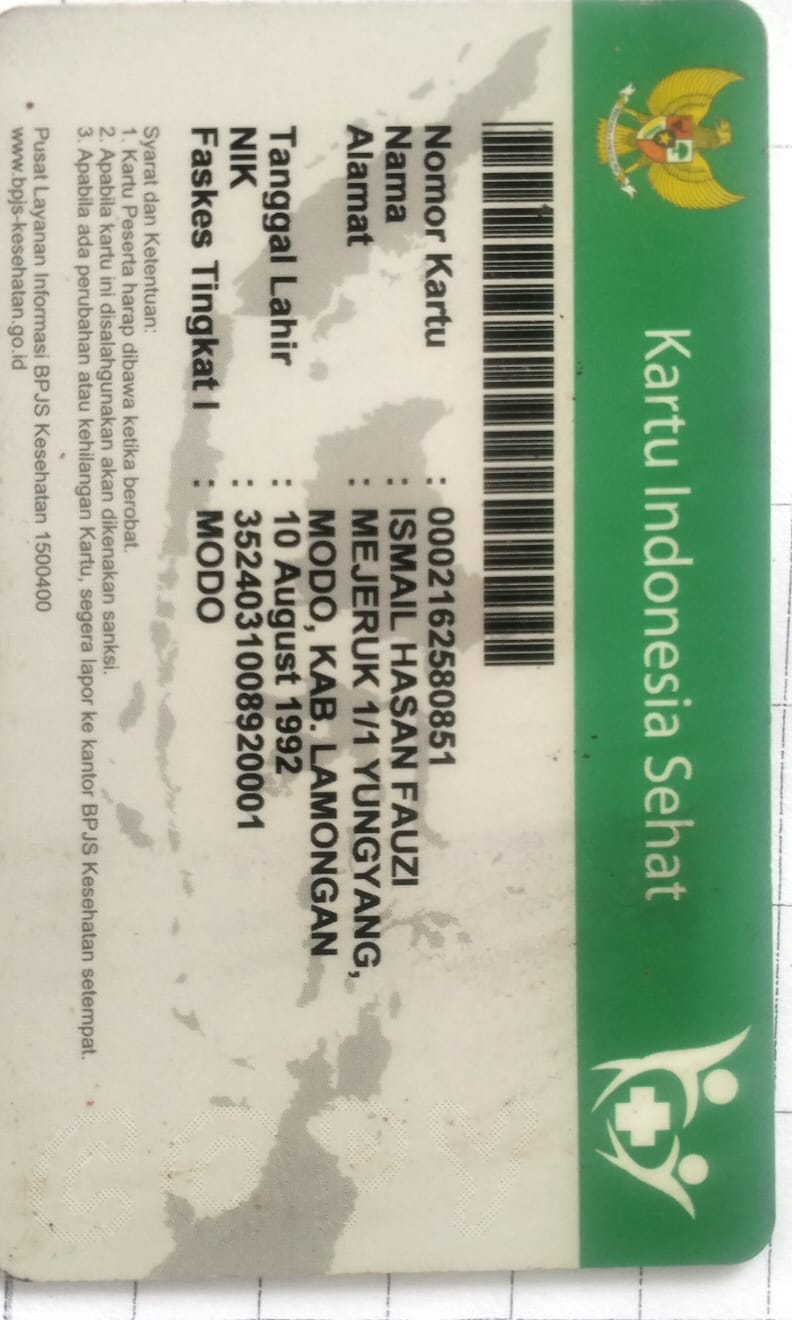 Kartu Indonesia Sehat
Nomor Kartu : 0002162580851
Nama : ISMAIL HASAN FAUZI
Alamat : MEJERUK 1/1 YUNGYANG,
MODO, KAB. LAMONGAN
Tanggal Lahir : 10 August 1992
NIK : 3524031008920001
Faskes Tingkat I : MODO
Syarat dan Ketentuan:
1. Kartu Peserta harap dibawa ketika berobat.
2. Apabila kartu ini disalahgunakan akan dikenakan sanksi.
3. Apabila ada perubahan atau kehilangan Kartu, segera lapor ke kantor BPJS Kesehatan setempat.
• Pusat Layanan Informasi BPJS Kesehatan 1500400
www.bpjs-kesehatan.go.id